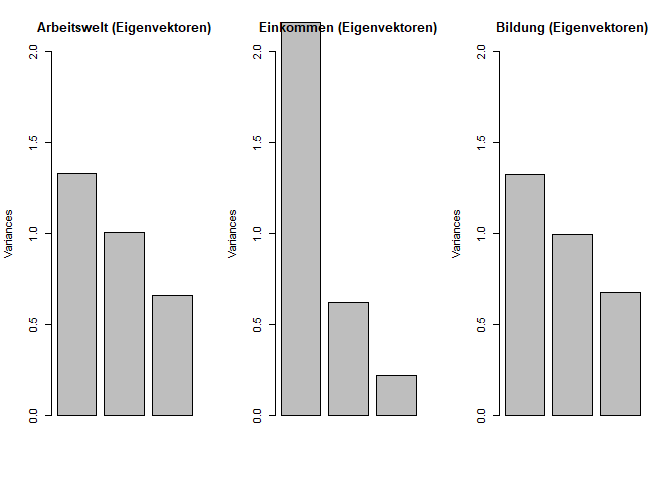 Arbeitswelt (Eigenvektoren)
Variances
0.0 0.5 1.0 1.5 2.0
Einkommen (Eigenvektoren)
Variances
0.0 0.5 1.0 1.5 2.0
Bildung (Eigenvektoren)
Variances
0.0 0.5 1.0 1.5 2.0